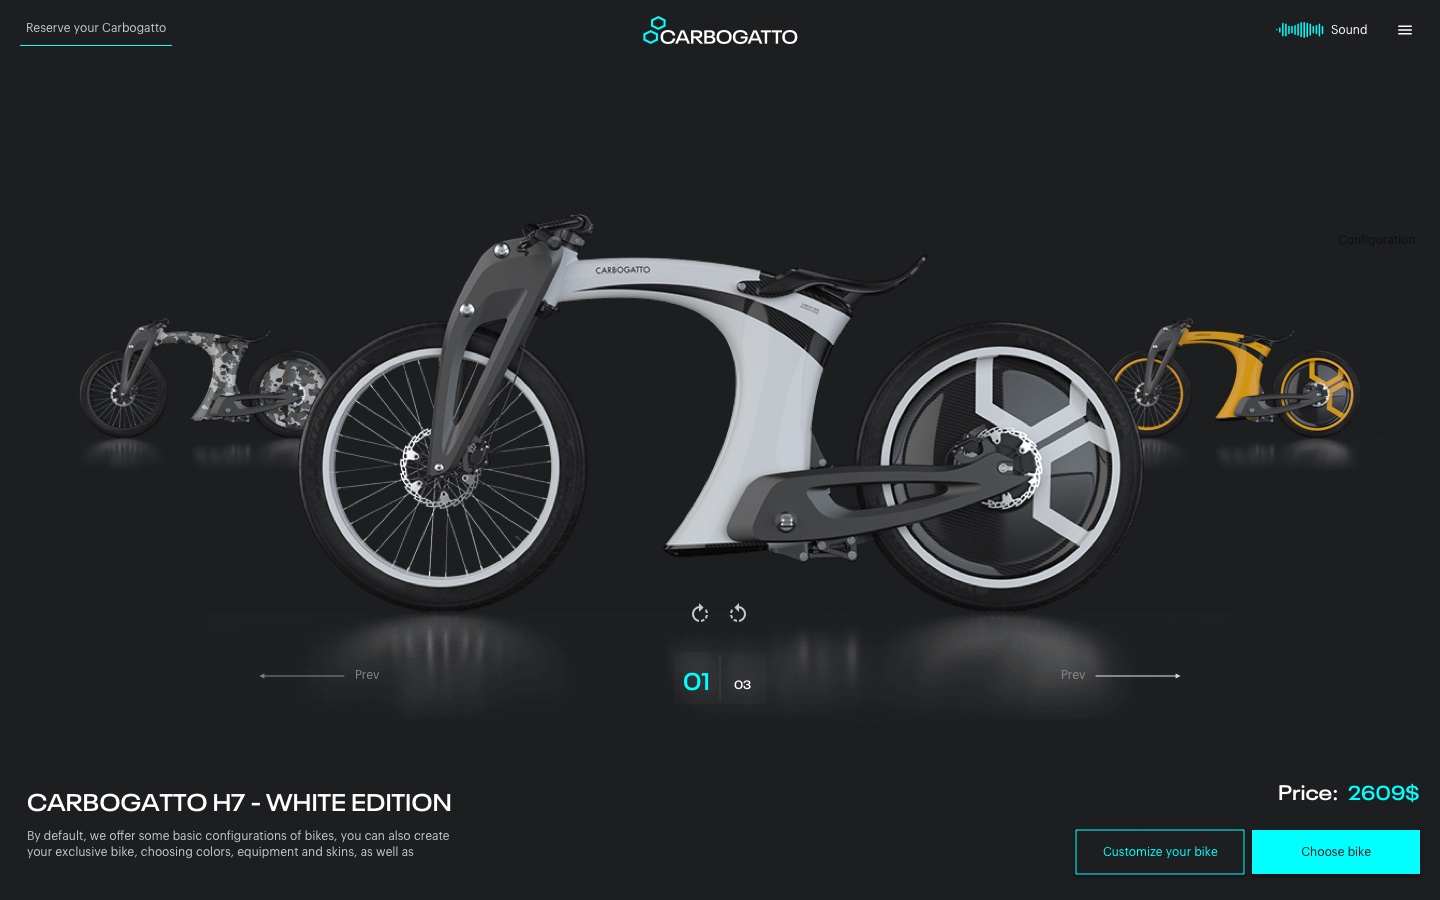 Reserve your Carbogatto
CARBOGATTO
Sound
Configuration
CARBOGATTO
Prev
01
03
Prev
CARBOGATTO H7 - WHITE EDITION
By default, we offer some basic configurations of bikes, you can also create
your exclusive bike, choosing colors, equipment and skins, as well as
Price: 2609$
Customize your bike
Choose bike